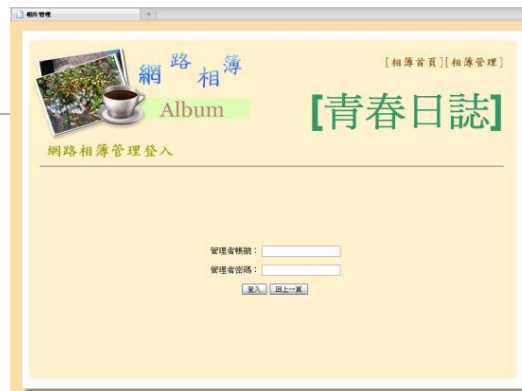 相片管理
網路相簿
[相簿首頁][相簿管理]
Album
[青春日誌]
網路相簿管理登入
管理者帳號：
管理者密碼：
登入 回上一頁